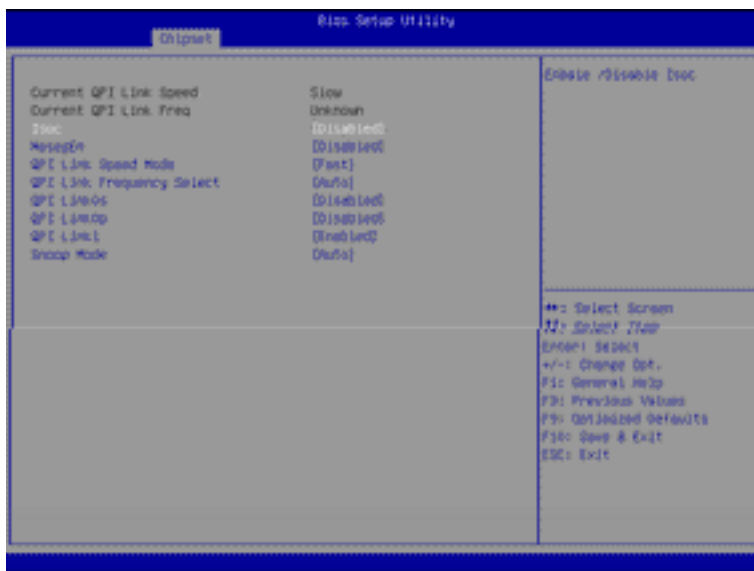 Bios Setup Utility
Chipset
Current QPI Link Speed Slow
Current QPI Link Freq Unknown
Isoc [Disabled]
MesegEn [Disabled]
QPI Link Speed Mode [Fast]
QPI Link Frequency Select [Auto]
QPI Link0s [Disabled]
QPI Link0p [Disabled]
QPI Link1 [Enabled]
Snoop Mode [Auto]
Enable /Disable Isoc
: Select Screen
: Select Item
Enter: Select
+/-: Change Opt.
F1: General Help
F3: Previous Values
F9: Optimized Defaults
F10: Save & Exit
ESC: Exit